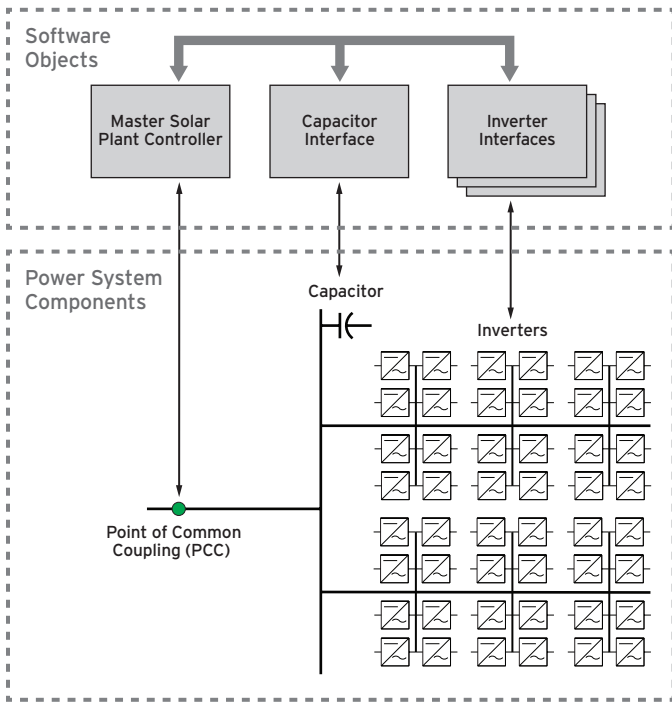 Software
Objects
Master Solar
Plant Controller
Capacitor
Interface
Inverter
Interfaces
Power System
Components
Capacitor
Inverters
Point of Common
Coupling (PCC)